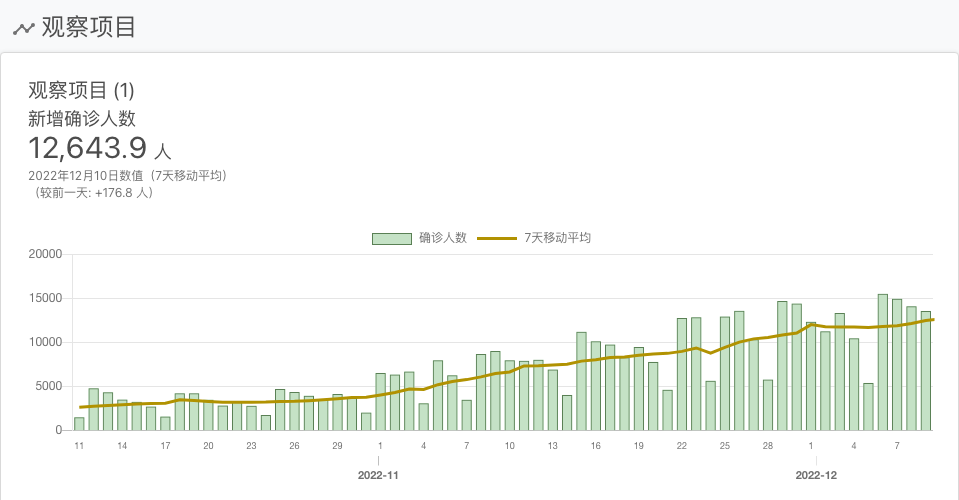 观察项目
观察项目 (1)
新增确诊人数
12,643.9 人
2022年12月10日数值（7天移动平均）
（较前一天: +176.8 人）
确诊人数 7天移动平均
20000
15000
10000
5000
0
11 14 17 20 23 26 29 1 4 7 10 13 16 19 22 25 28 1 4 7
2022-11 2022-12